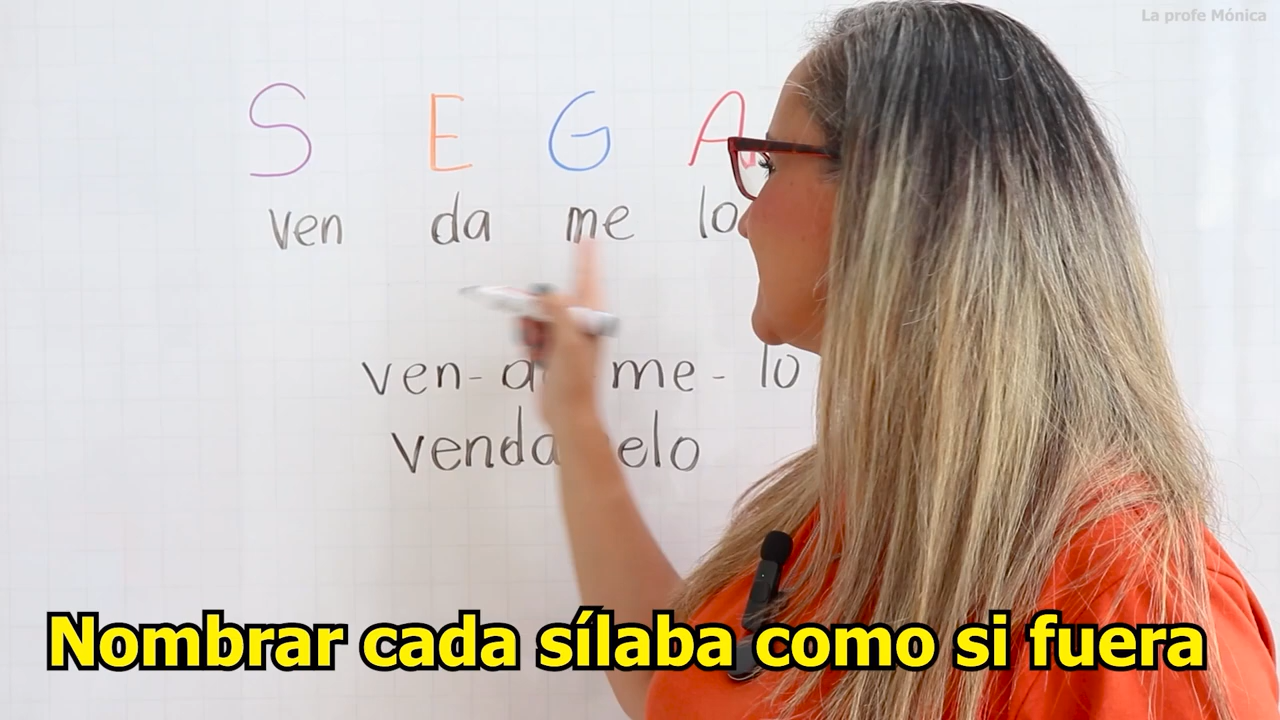 La profe Mónica
S E G A
ven da me lo
ven- me - lo
Nombrar cada sílaba como si fuera